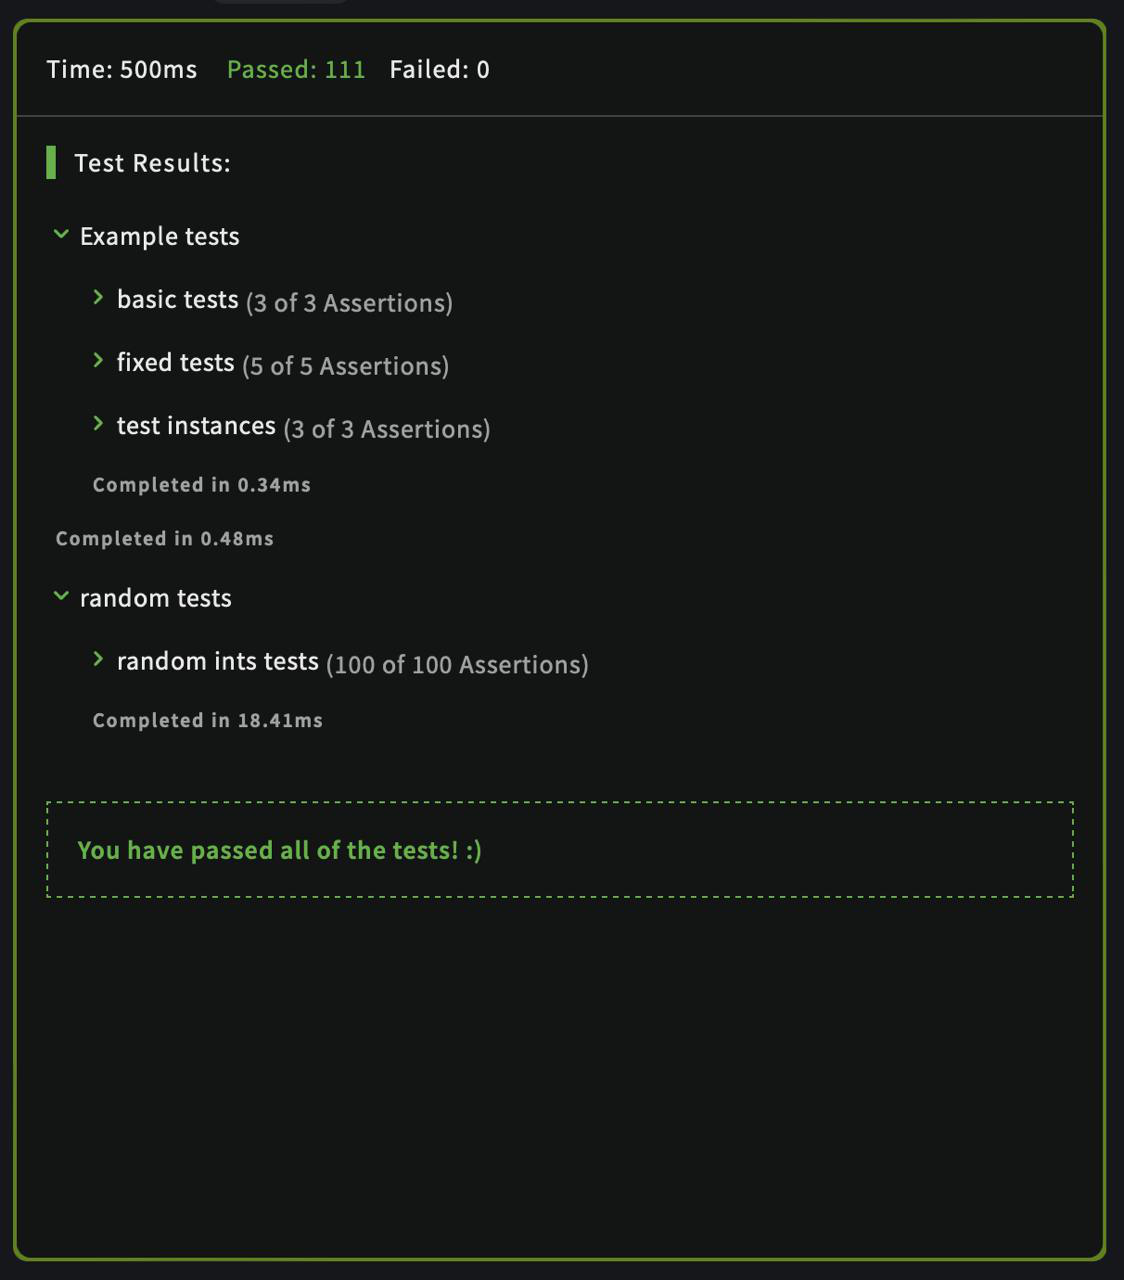 Time: 500ms Passed: 111 Failed: 0
Test Results:
Example tests
basic tests (3 of 3 Assertions)
fixed tests (5 of 5 Assertions)
test instances (3 of 3 Assertions)
Completed in 0.34ms
Completed in 0.48ms
random tests
random ints tests (100 of 100 Assertions)
Completed in 18.41ms
You have passed all of the tests! :)